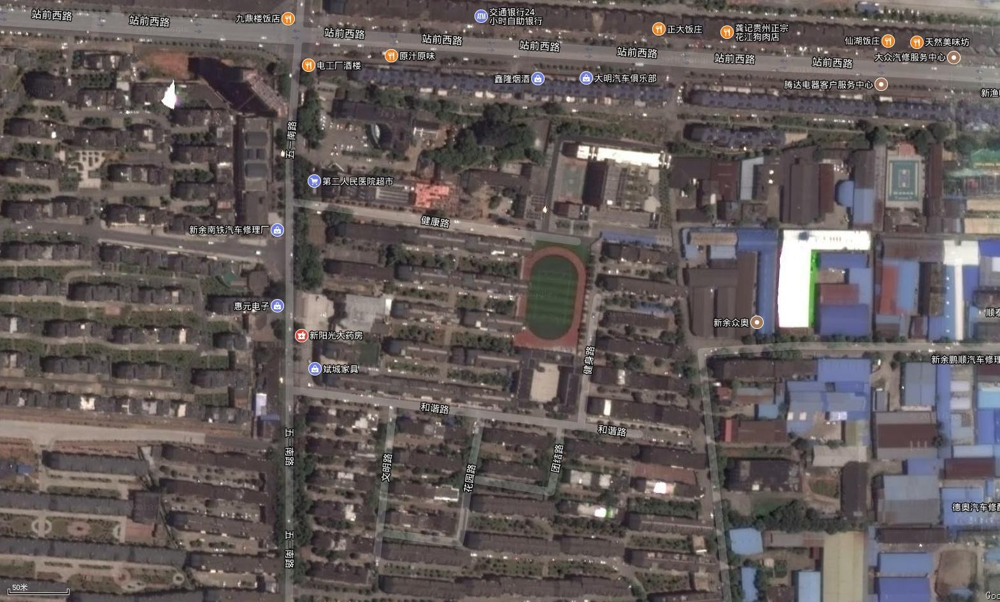 站前西路
站前西路
九鼎楼饭店
站前西路
交通银行24
小时自助银行
站前西路
站前西路
正大饭庄
龚记贵州正宗
花江狗肉店
站前西路
站前西路
仙湖饭庄
天然美味坊
大众汽修服务中心
站前西路
电工厂酒楼
原汁原味
鑫隆烟酒
大明汽车俱乐部
腾达电器客户服务中心
新渔
五一南路
第二人民医院超市
健康路
新余南铁汽车修理厂
惠元电子
新余众奥
顺泰
新阳光大药房
斌城家具
健身路
新余鹏顺汽车修理
和谐路
和谐路
五一南路
文明路
花园路
团结路
德奥汽车修配
五一南路
50米
Goo